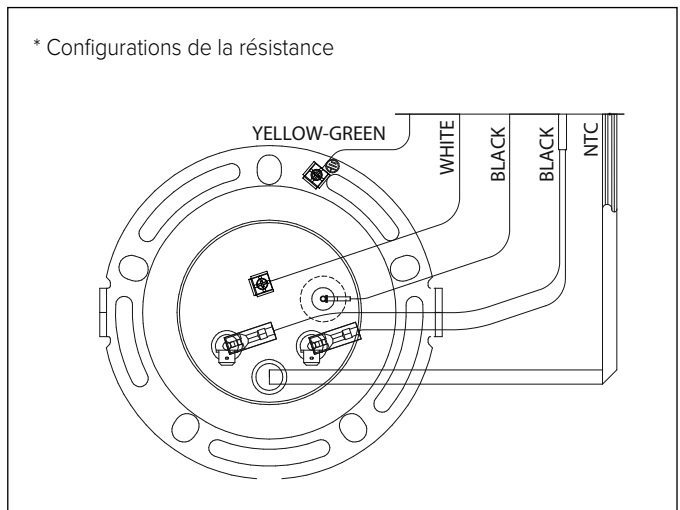 * Configurations de la résistance
YELLOW-GREEN
WHITE
BLACK
BLACK
NTC